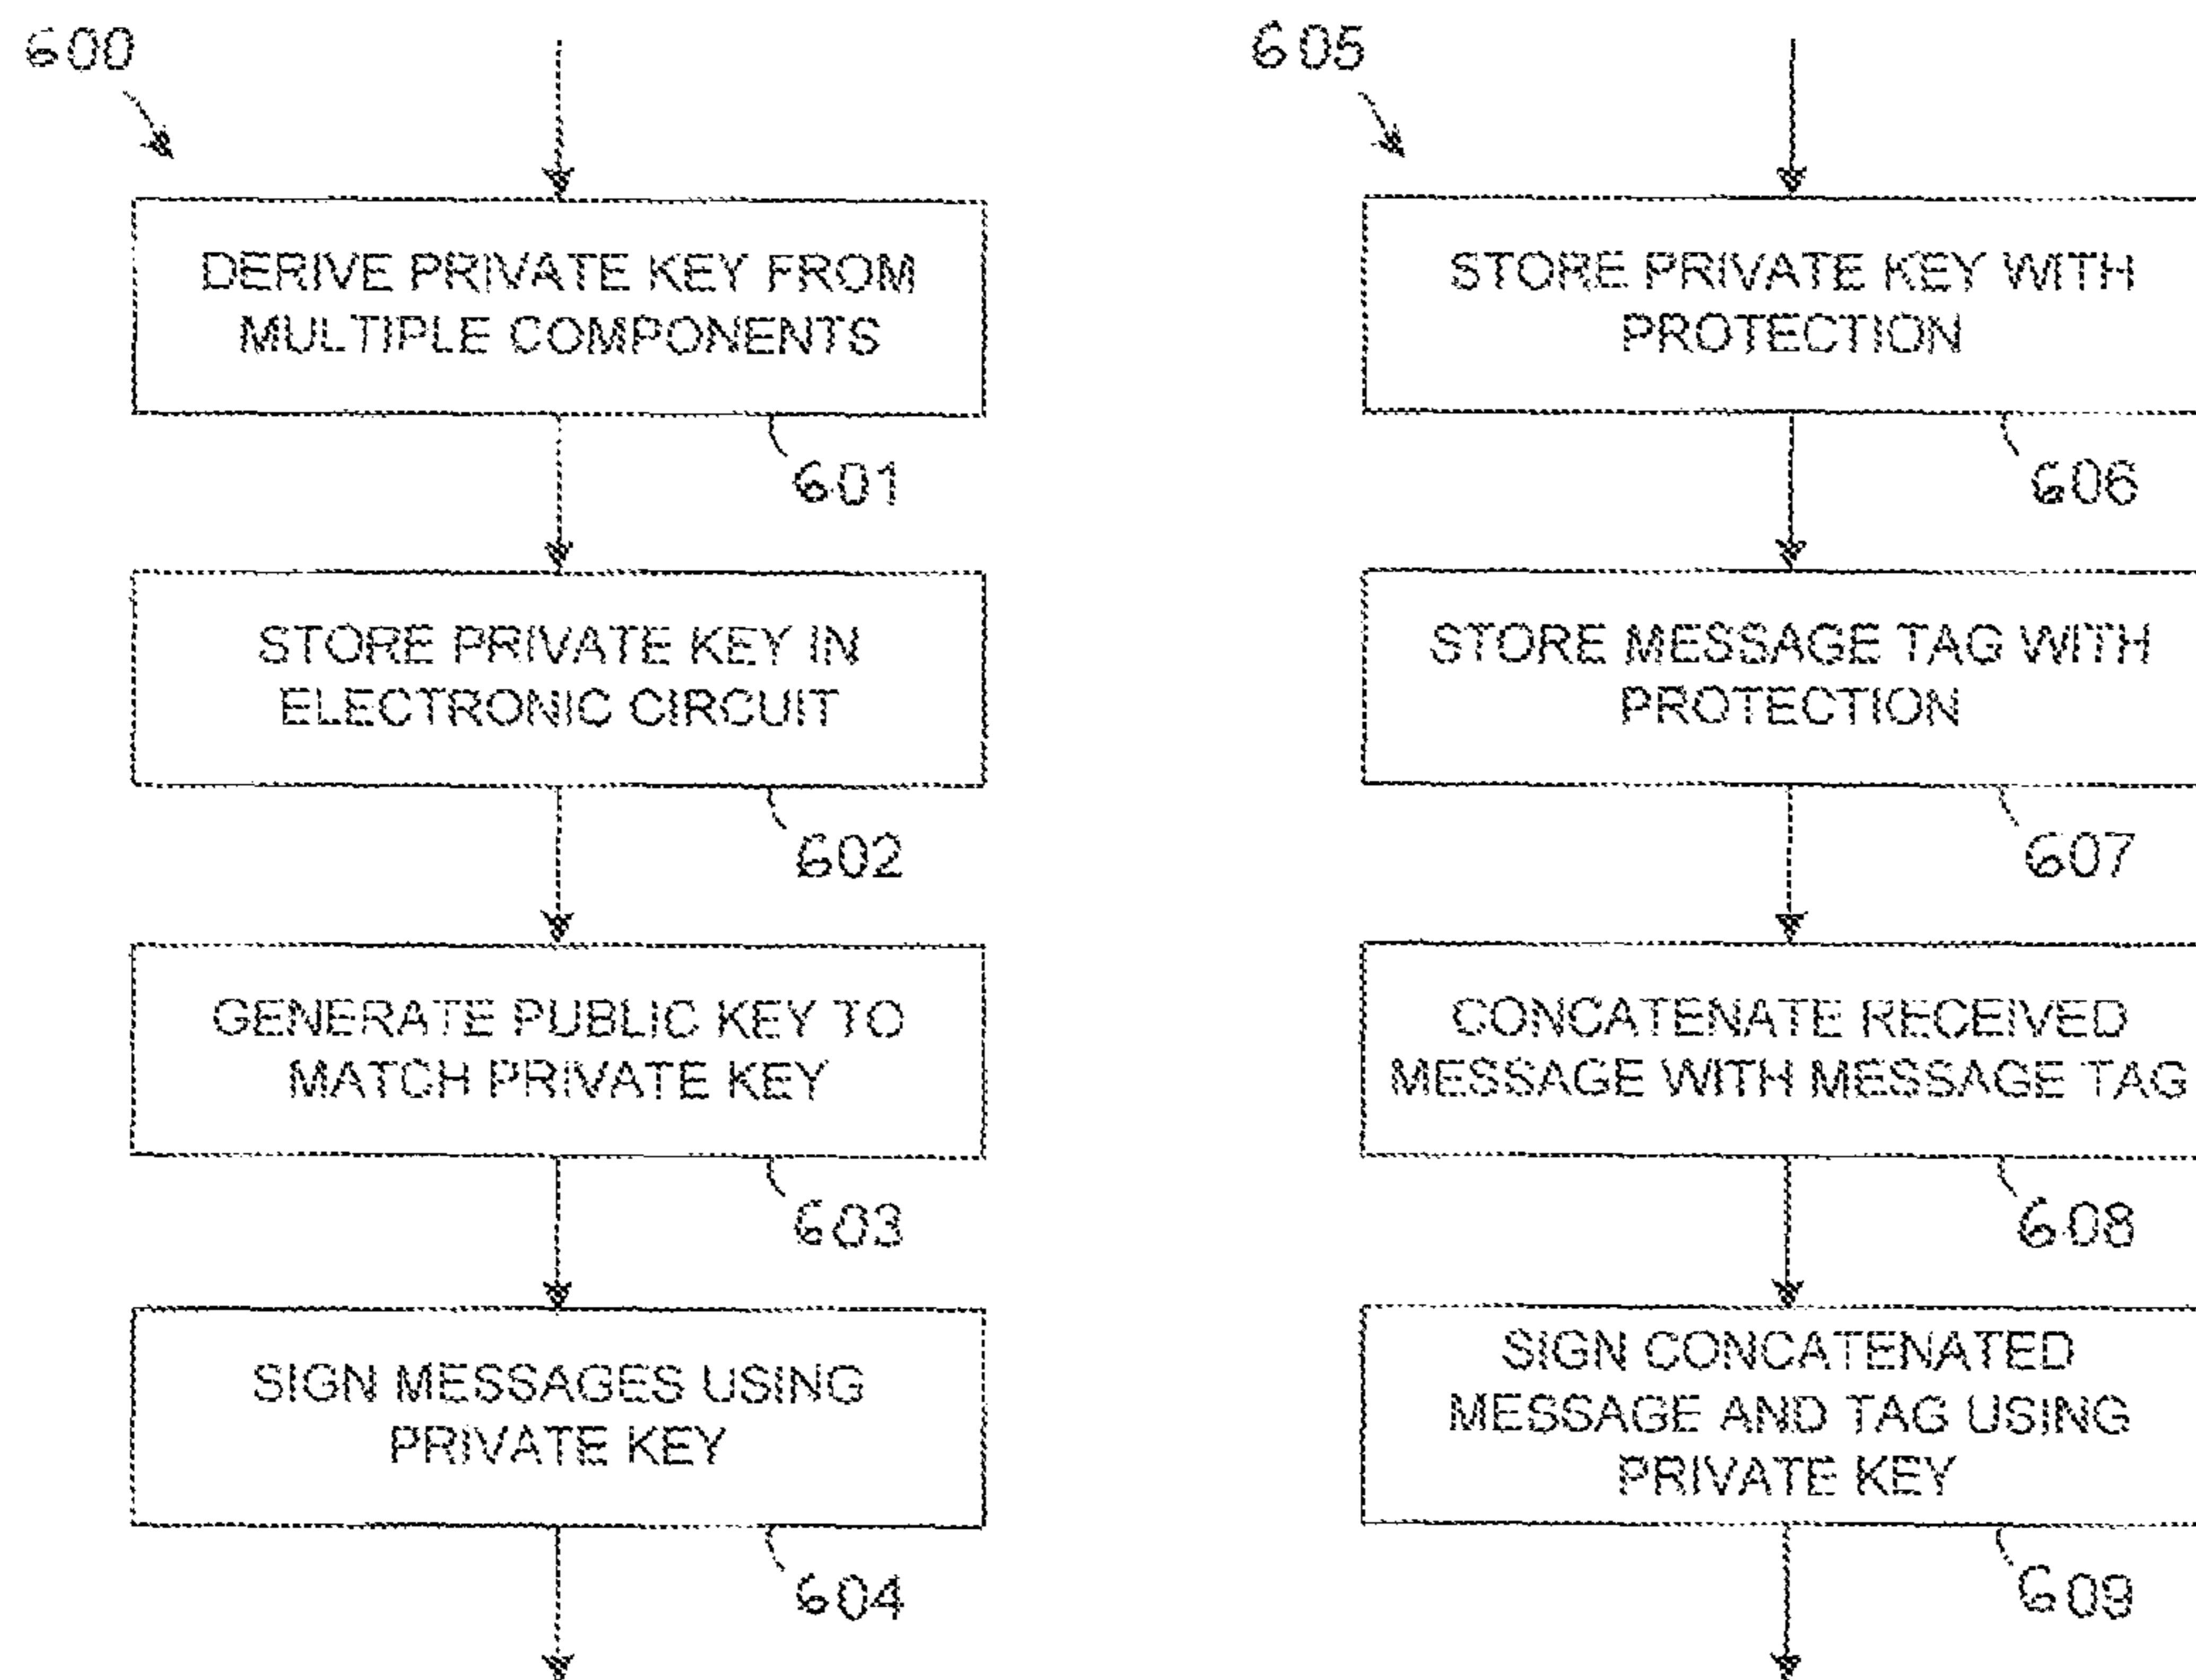 600
DERIVE PRIVATE KEY FROM
MULTIPLE COMPONENTS
601
STORE PRIVATE KEY IN
ELECTRONIC CIRCUIT
602
GENERATE PUBLIC KEY TO
MATCH PRIVATE KEY
603
SIGN MESSAGES USING
PRIVATE KEY
604
605
STORE PRIVATE KEY WITH
PROTECTION
606
STORE MESSAGE TAG WITH
PROTECTION
607
CONCATENATE RECEIVED
MESSAGE WITH MESSAGE TAG
608
SIGN CONCATENATED
MESSAGE AND TAG USING
PRIVATE KEY
609